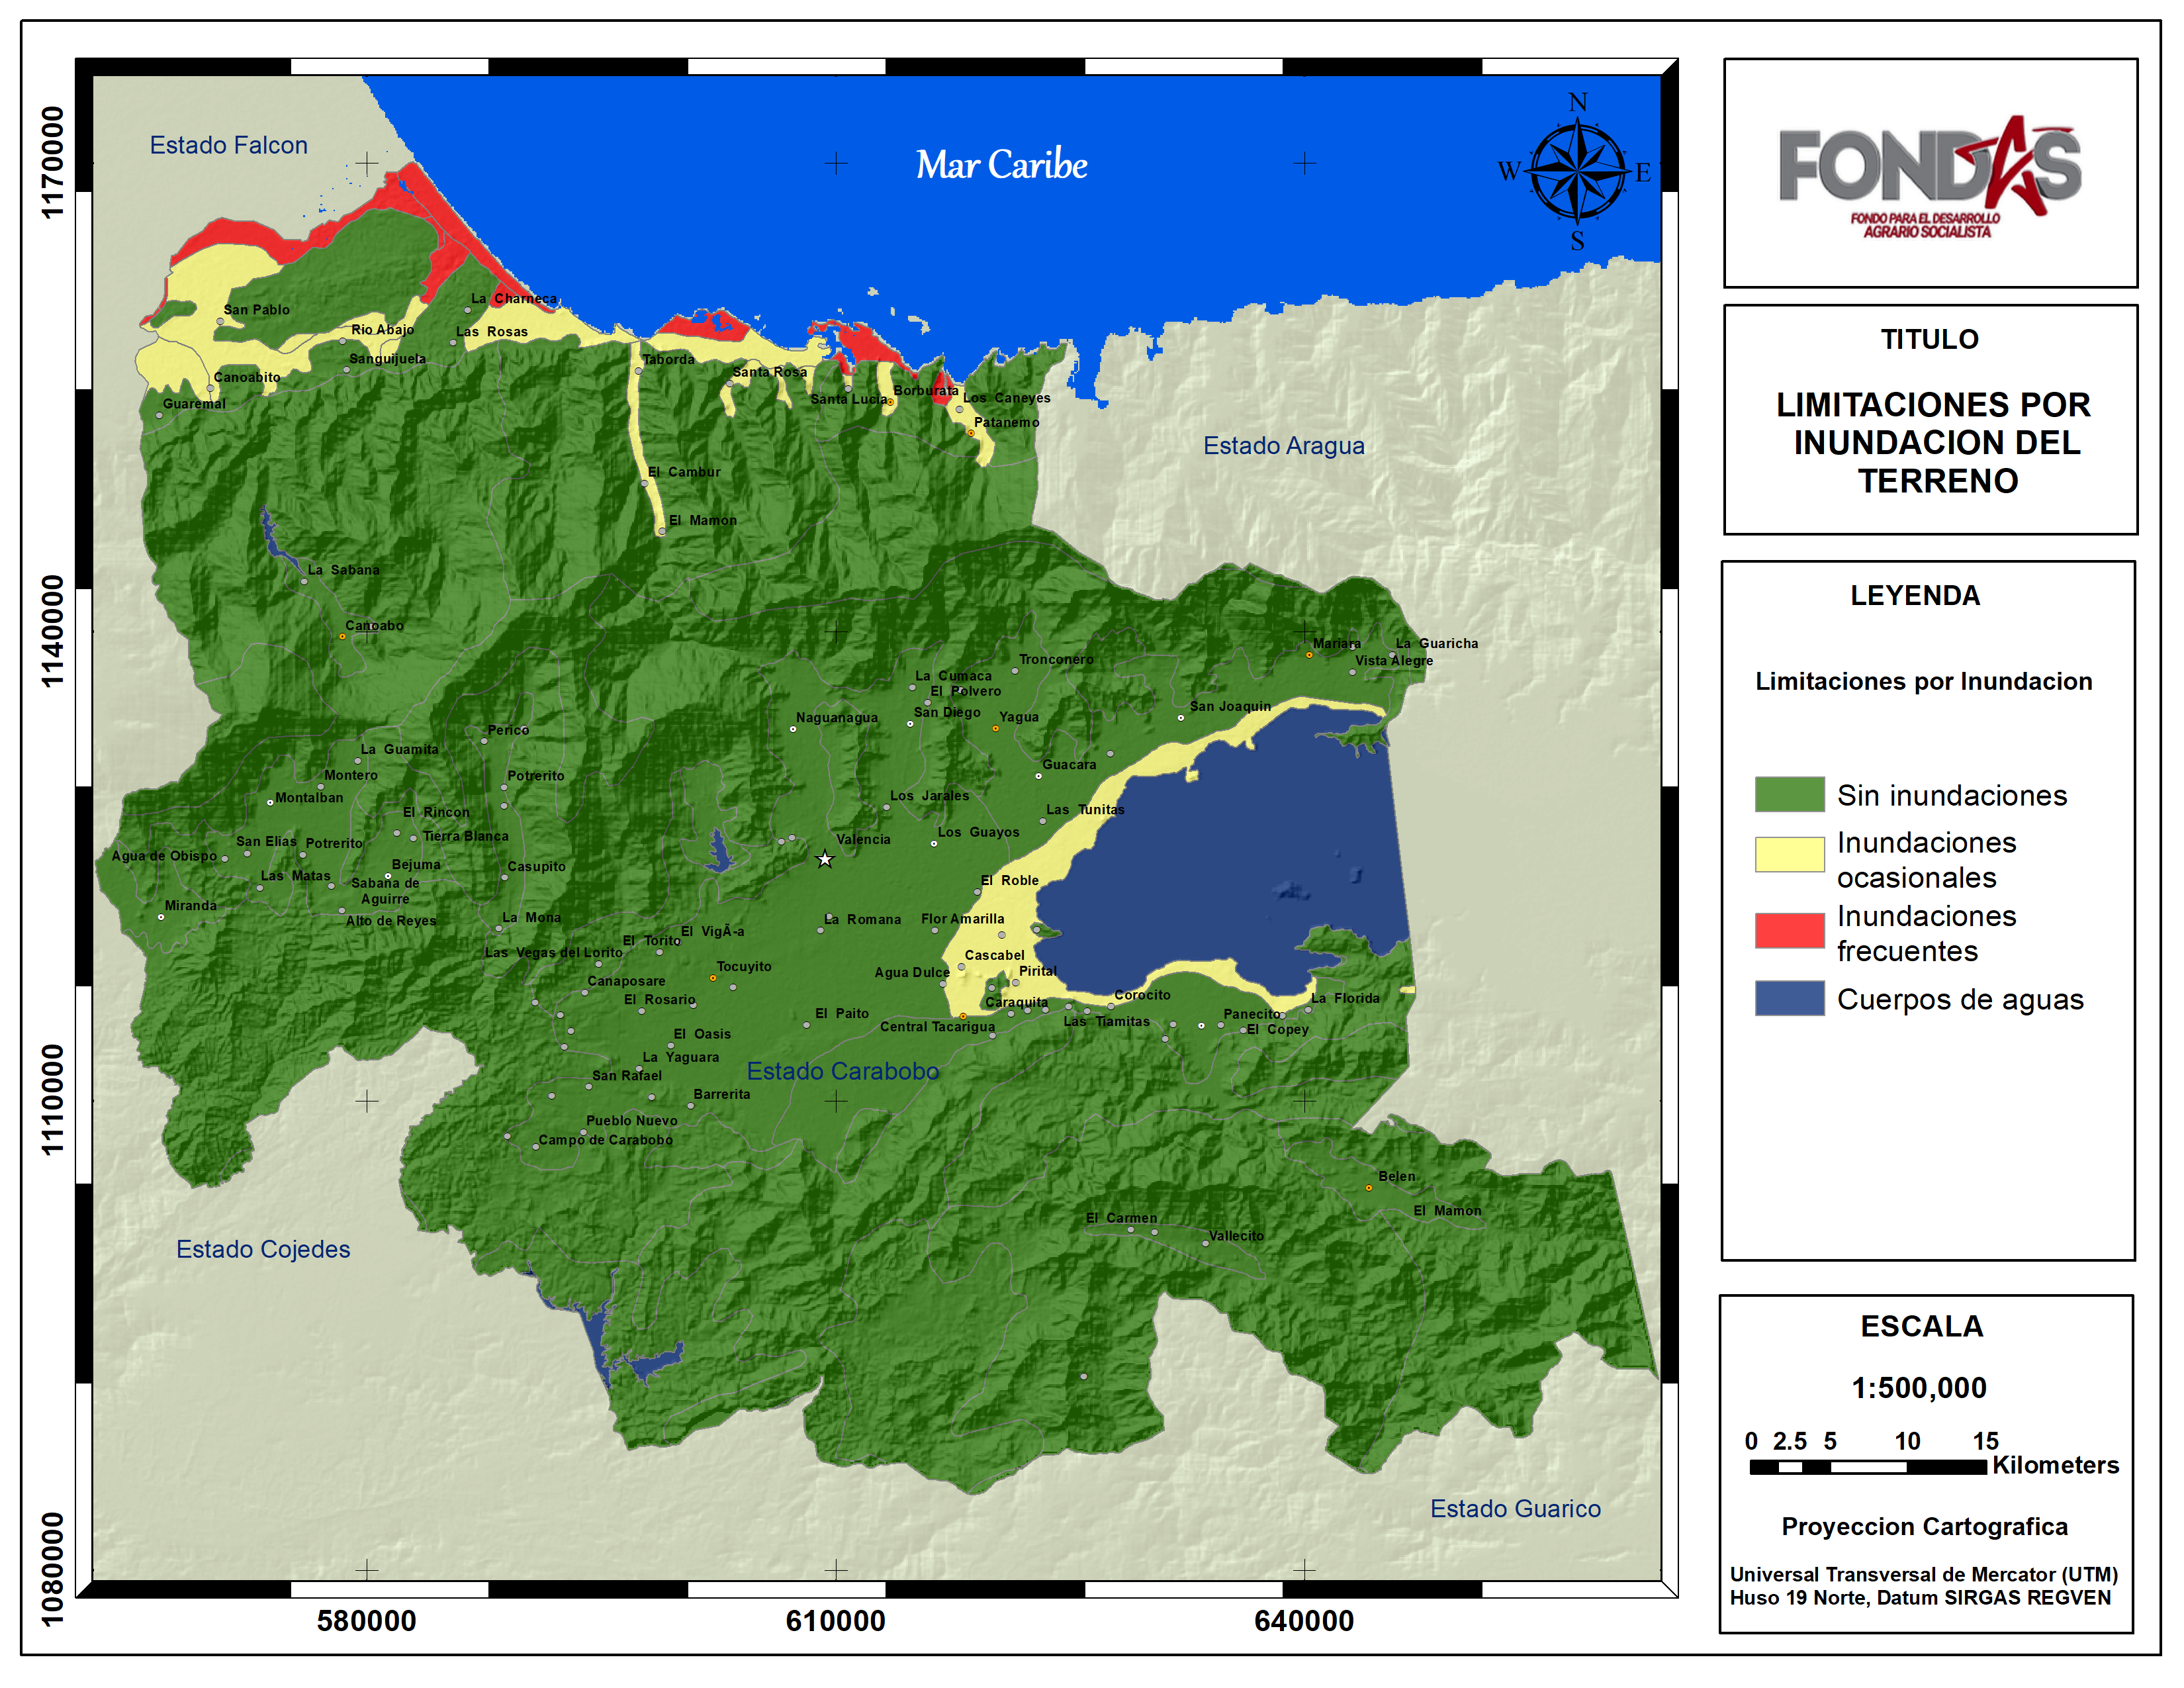 Estado Falcon
Mar Caribe
N
W
E
S
Estado Aragua
La Charneca
San Pablo
Rio Abajo
Las Rosas
Sanguijuela
Taborda
Canoabito
Santa Rosa
Guaremal
Santa Lucia
Borburata
Los Caneyes
Patanemo
El Cambur
El Mamon
La Sabana
Canoabo
Mariara
La Guaricha
Vista Alegre
Tronconero
La Cumaca
El Polvero
San Diego
Yagua
San Joaquin
Naguanagua
Perico
La Guamita
Montero
Potrerito
Guacara
Montalban
Los Jarales
Las Tunitas
El Rincon
Tierra Blanca
San Elias
Potrerito
Valencia
Los Guayos
Agua de Obispo
Bejuma
Casupito
Las Matas
Sabana de
Aguirre
El Roble
Miranda
Alto de Reyes
La Mona
La Romana
Flor Amarilla
El VigÃ-a
El Torito
Las Vegas del Lorito
Cascabel
Tocuyito
Agua Dulce
Pirital
Canaposare
El Rosario
Caraquita
Corocito
La Florida
El Paito
Central Tacarigua
Las Tiamitas
Panecito
El Copey
El Oasis
La Yaguara
Estado Carabobo
San Rafael
Barrerita
Pueblo Nuevo
Campo de Carabobo
Belen
El Mamon
El Carmen
Vallecito
Estado Cojedes
Estado Guarico
1170000
1140000
1110000
1080000
580000
610000
640000
FONDAS
FONDO PARA EL DESARROLLO
AGRARIO SOCIALISTA
TITULO
LIMITACIONES POR
INUNDACION DEL
TERRENO
LEYENDA
Limitaciones por Inundacion
Sin inundaciones
Inundaciones
ocasionales
Inundaciones
frecuentes
Cuerpos de aguas
ESCALA
1:500,000
0 2.5 5 10 15
Kilometers
Proyeccion Cartografica
Universal Transversal de Mercator (UTM)
Huso 19 Norte, Datum SIRGAS REGVEN